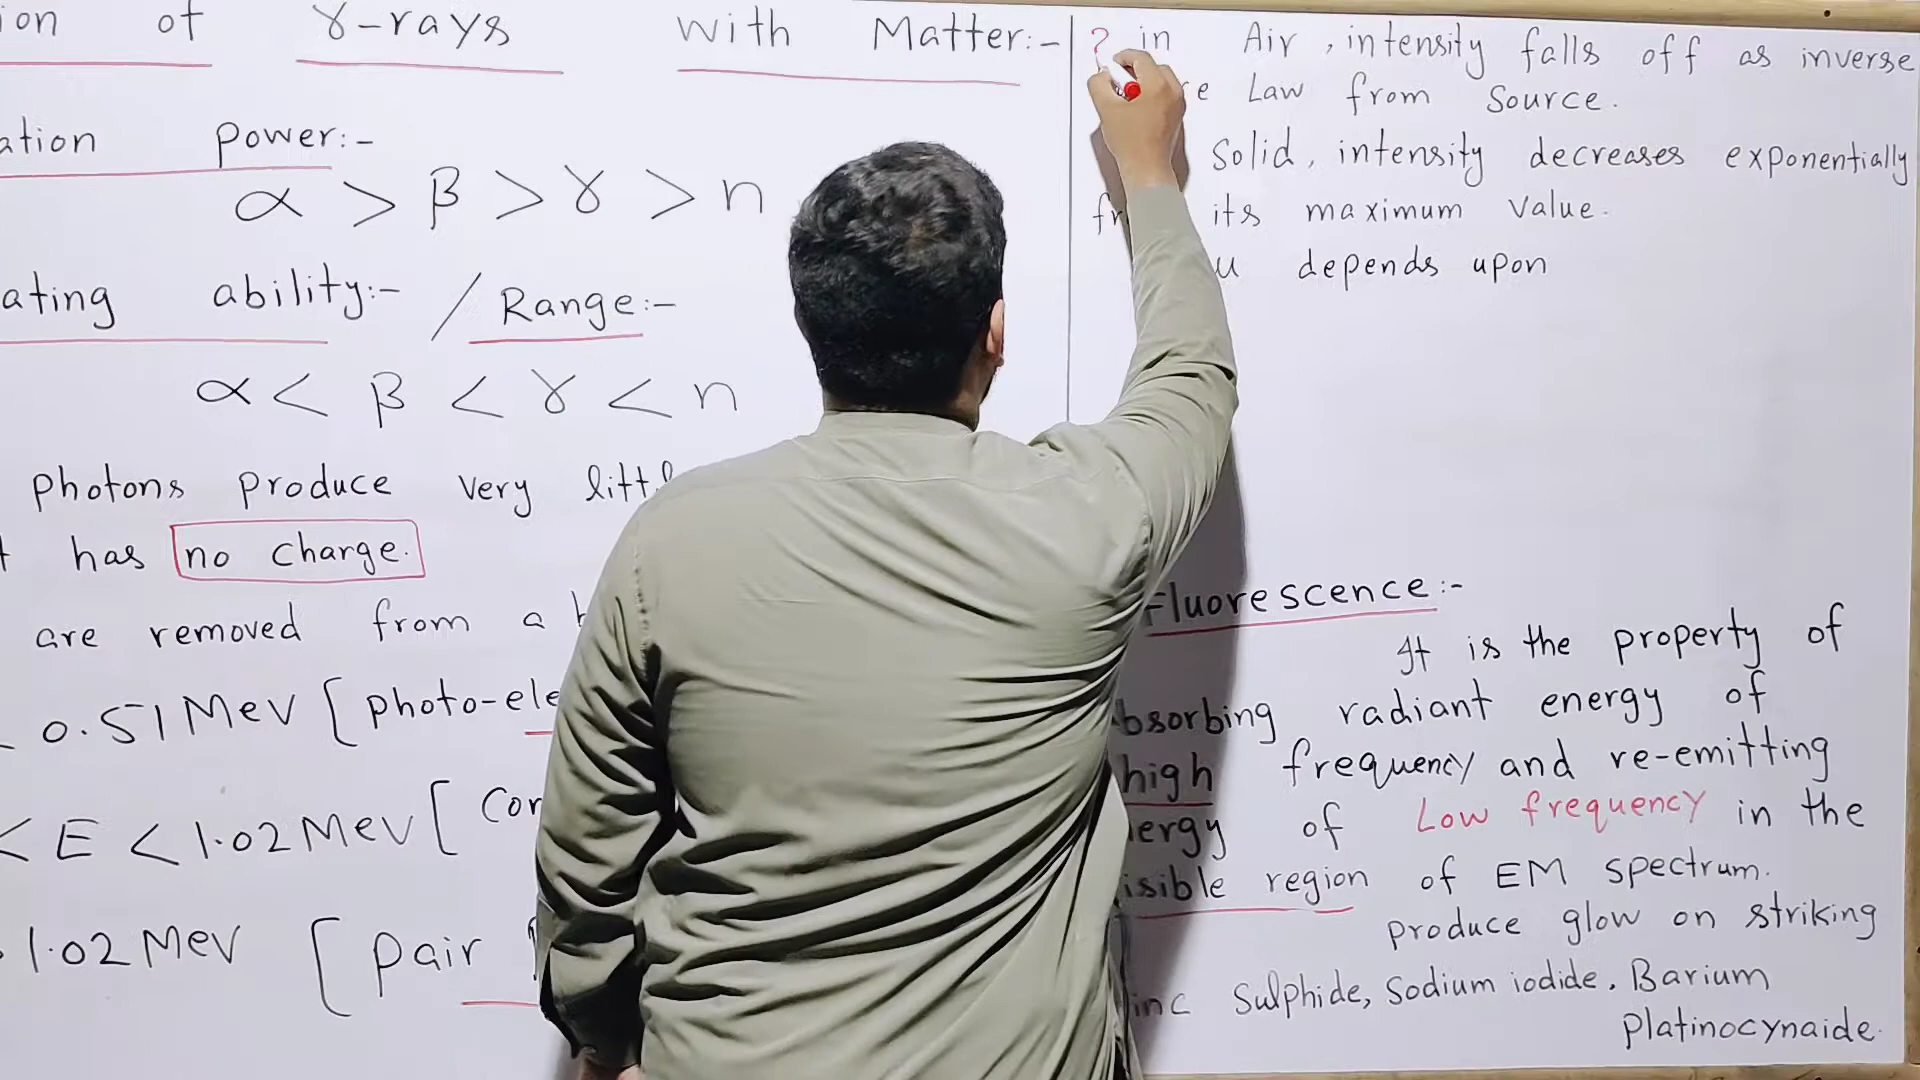 ion of γ-rays with Matter:-
ation power:-
α > β > γ > n
ating ability:- / Range:-
α < β < γ < n
photons produce very
has no charge.
are removed from a
0.51 MeV [photo-ele
< E < 1.02 MeV [
1.02 MeV [pair
? in Air, intensity falls off as inverse
re Law from Source.
Solid, intensity decreases exponentially
its maximum value.
depends upon
Fluorescence:-
It is the property of
bsorbing radiant energy of
high frequency and re-emitting
ergy of Low frequency in the
isible region of EM spectrum.
produce glow on striking
inc Sulphide, Sodium iodide, Barium
platinocynaide.